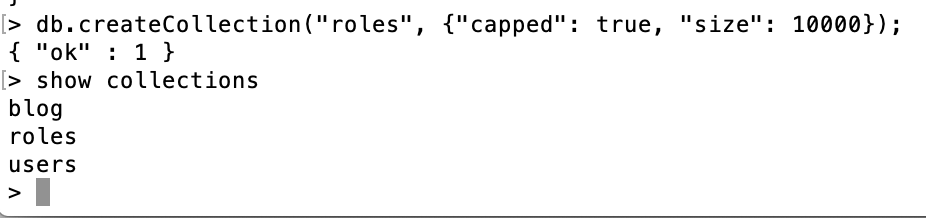 [> db.createCollection("roles", {"capped": true, "size": 10000});
{ "ok" : 1 }
[> show collections
blog
roles
users
>